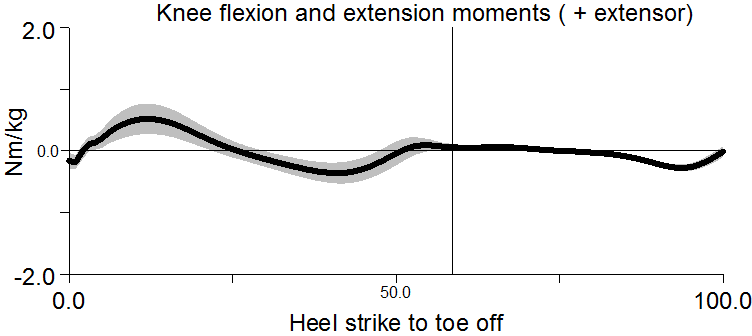 Knee flexion and extension moments ( + extensor)
2.0
Nm/kg
0.0
-2.0
0.0
50.0
100.0
Heel strike to toe off